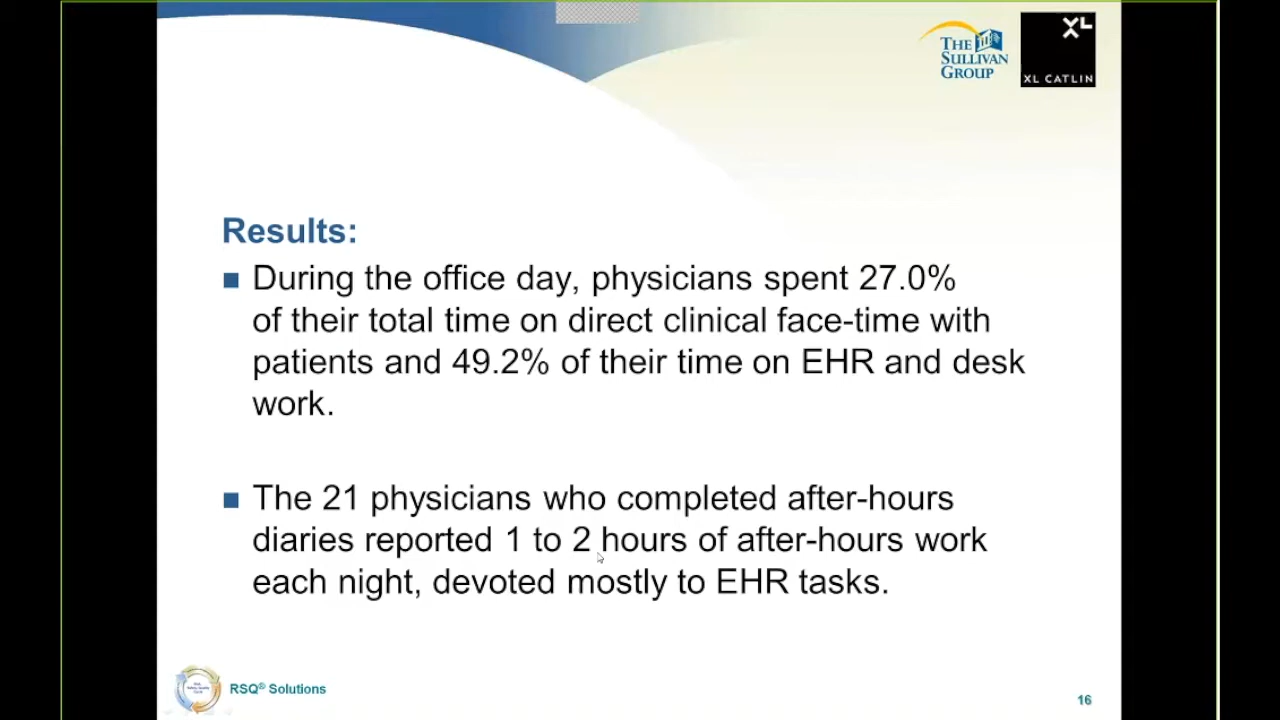 THE
SULLIVAN
GROUP
XL
XL CATLIN
Results:
During the office day, physicians spent 27.0%
of their total time on direct clinical face-time with
patients and 49.2% of their time on EHR and desk
work.
The 21 physicians who completed after-hours
diaries reported 1 to 2 hours of after-hours work
each night, devoted mostly to EHR tasks.
RSQ® Solutions
16